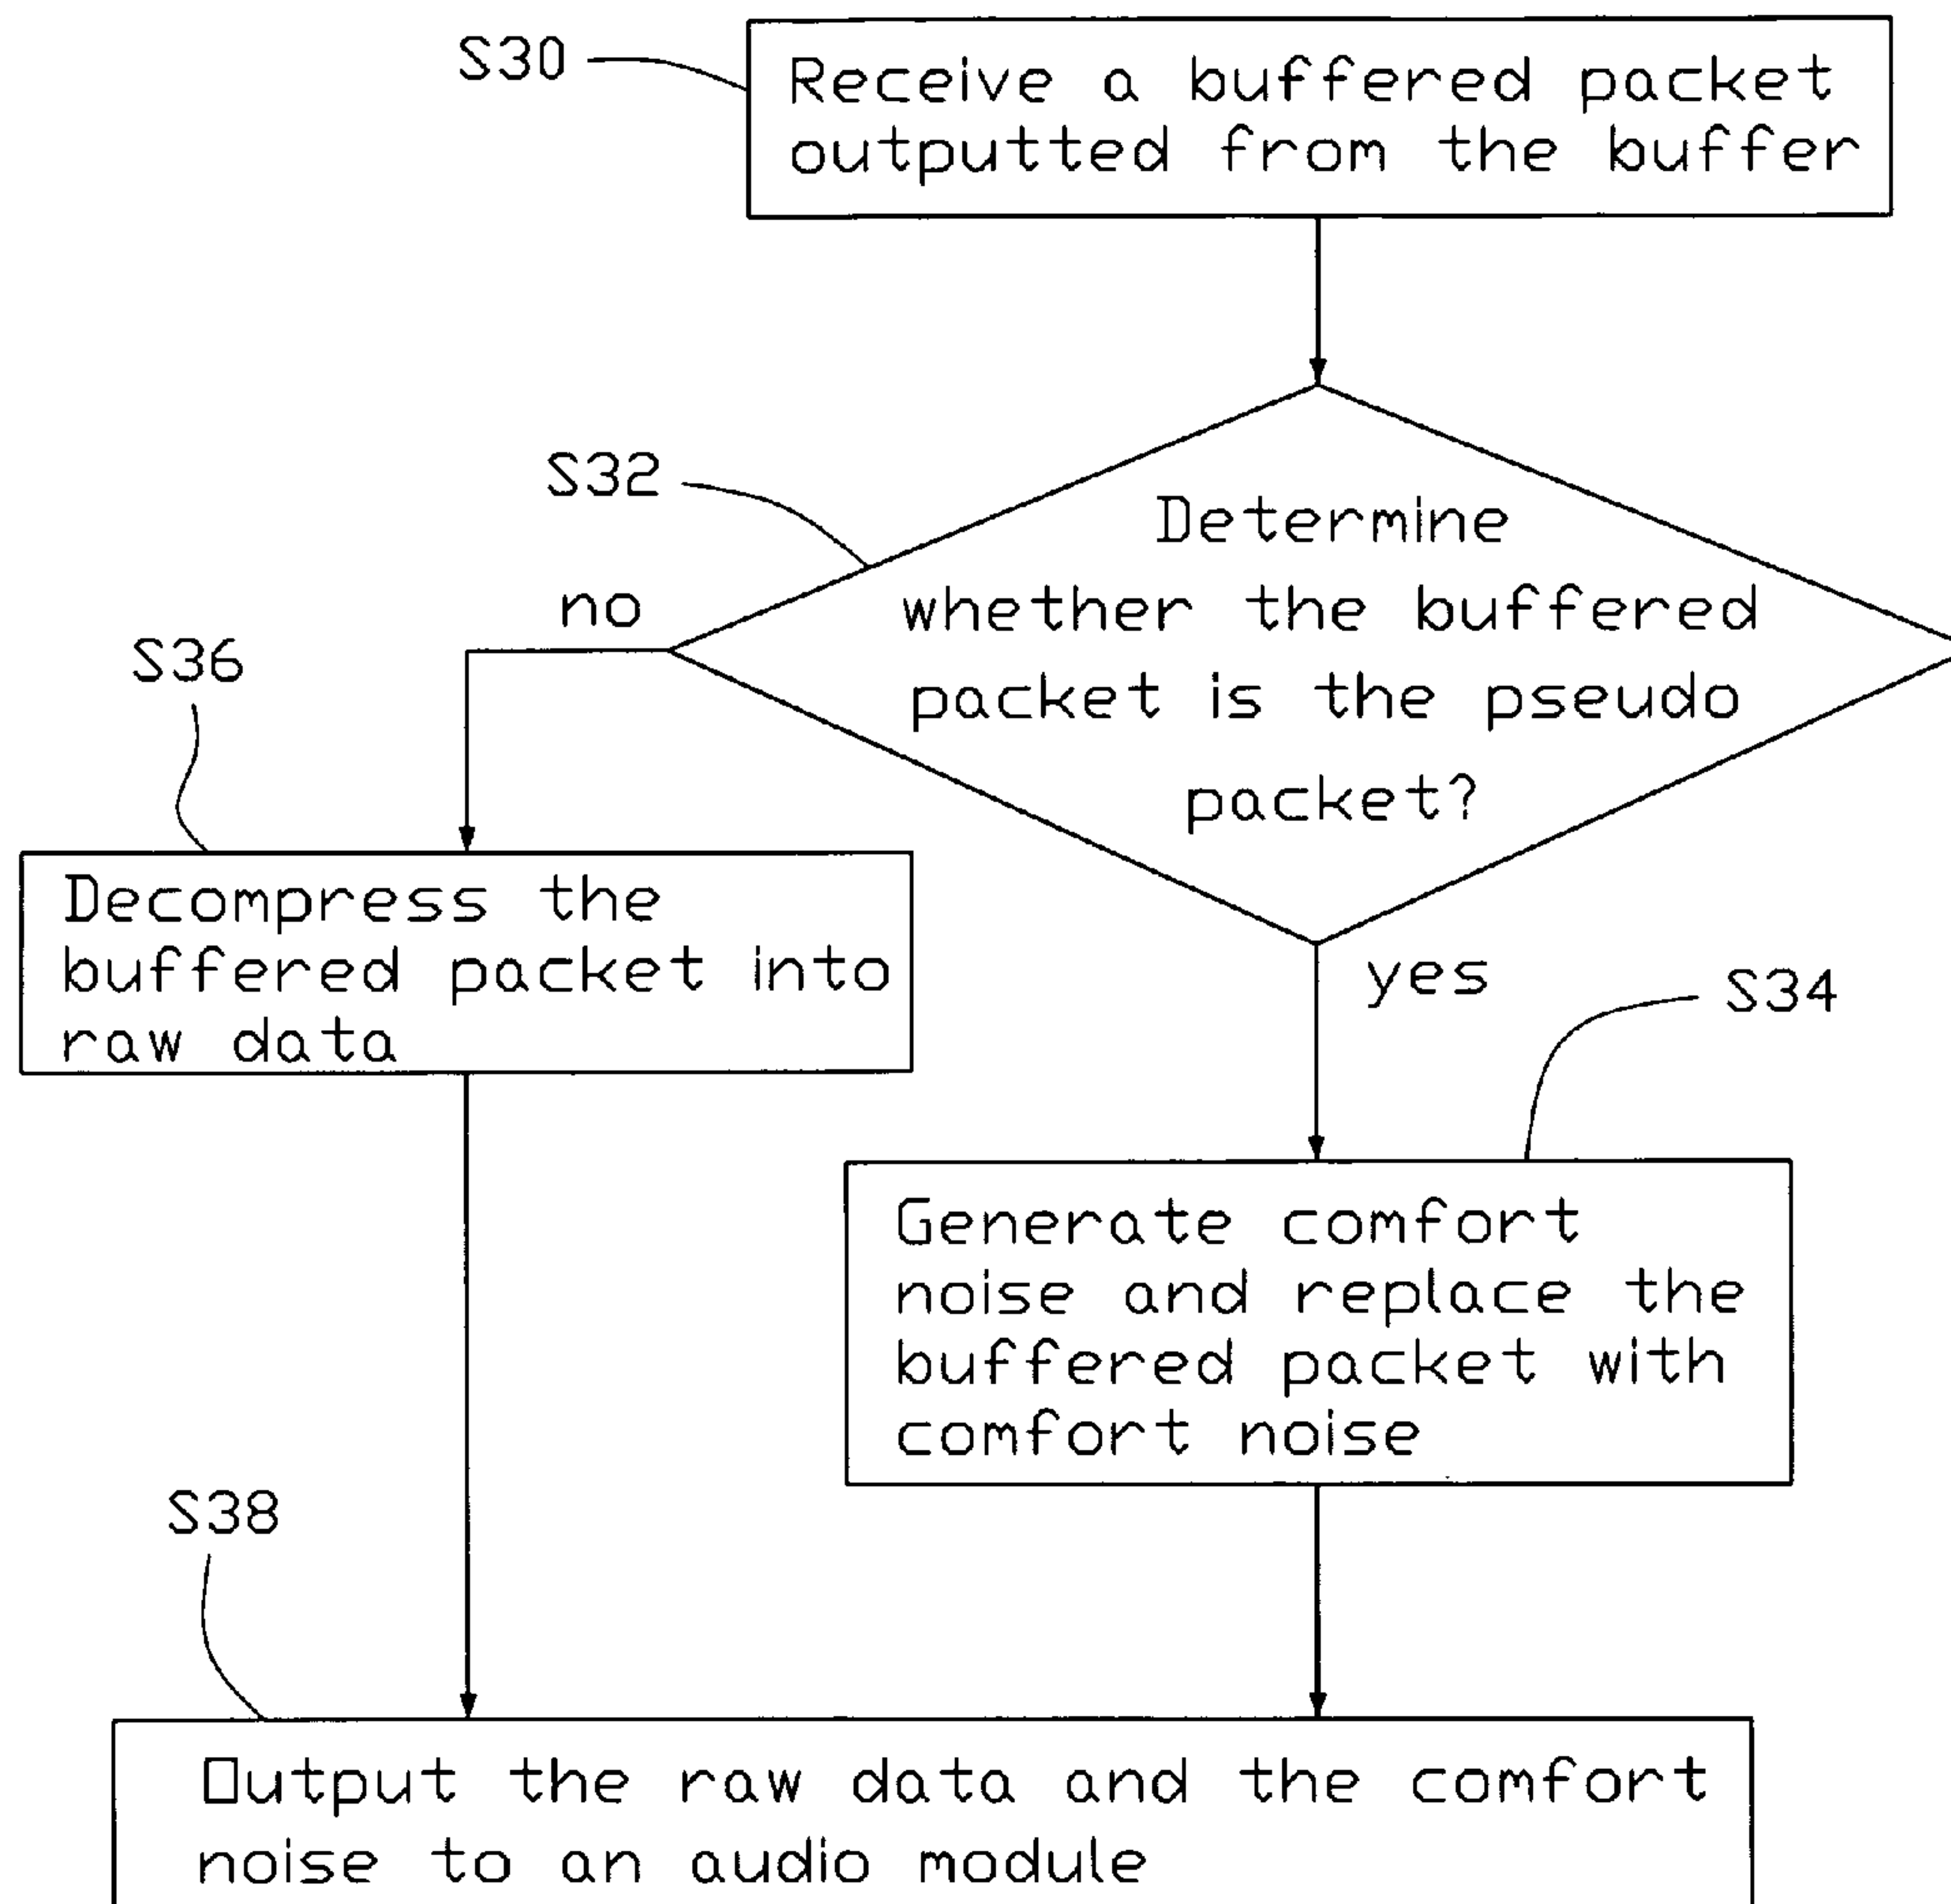 S30
Receive a buffered packet
outputted from the buffer
S32
Determine
whether the buffered
packet is the pseudo
packet?
no
S36
Decompress the
buffered packet into
raw data
yes
S34
Generate comfort
noise and replace the
buffered packet with
comfort noise
S38
Output the raw data and the comfort
noise to an audio module